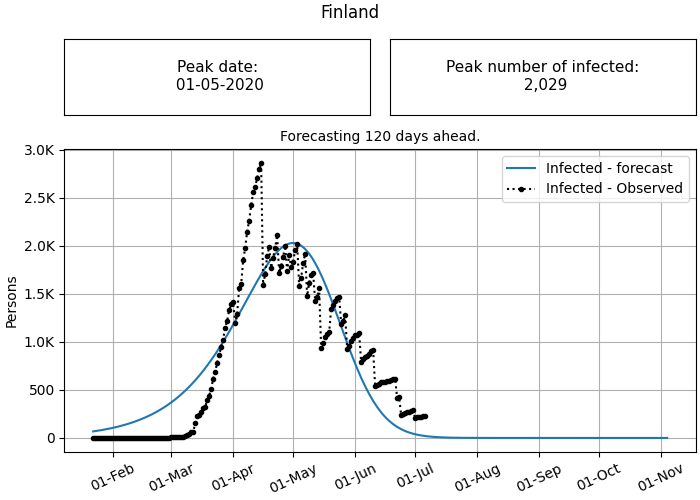 Finland
Peak date:
01-05-2020
Peak number of infected:
2,029
Forecasting 120 days ahead.
Infected - forecast
Infected - Observed
3.0K
2.5K
2.0K
1.5K
1.0K
500
0
Persons
01-Feb
01-Mar
01-Apr
01-May
01-Jun
01-Jul
01-Aug
01-Sep
01-Oct
01-Nov